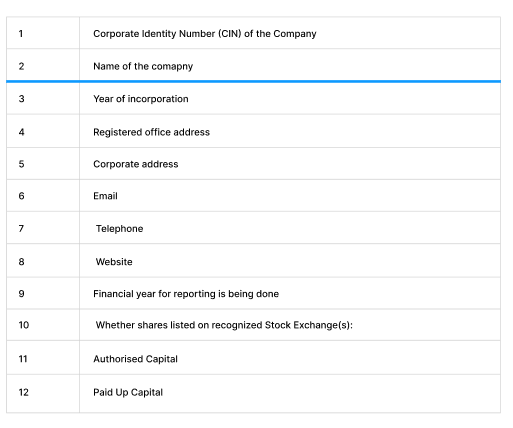 1 Corporate Identity Number (CIN) of the Company
2 Name of the comapny
3 Year of incorporation
4 Registered office address
5 Corporate address
6 Email
7 Telephone
8 Website
9 Financial year for reporting is being done
10 Whether shares listed on recognized Stock Exchange(s):
11 Authorised Capital
12 Paid Up Capital